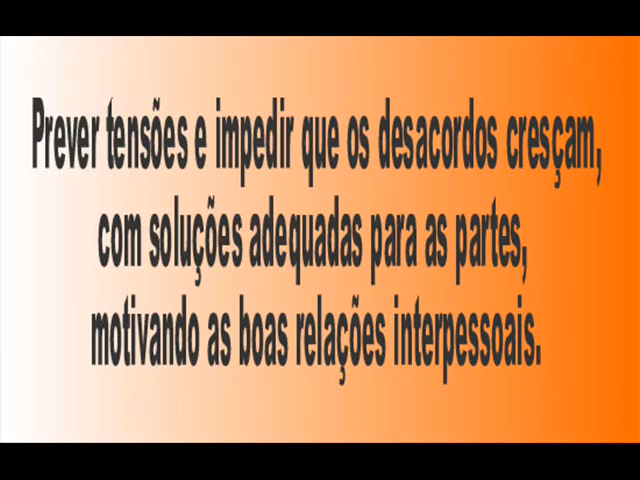 Prever tensões e impedir que os desacordos cresçam,
com soluções adequadas para as partes,
motivando as boas relações interpessoais.